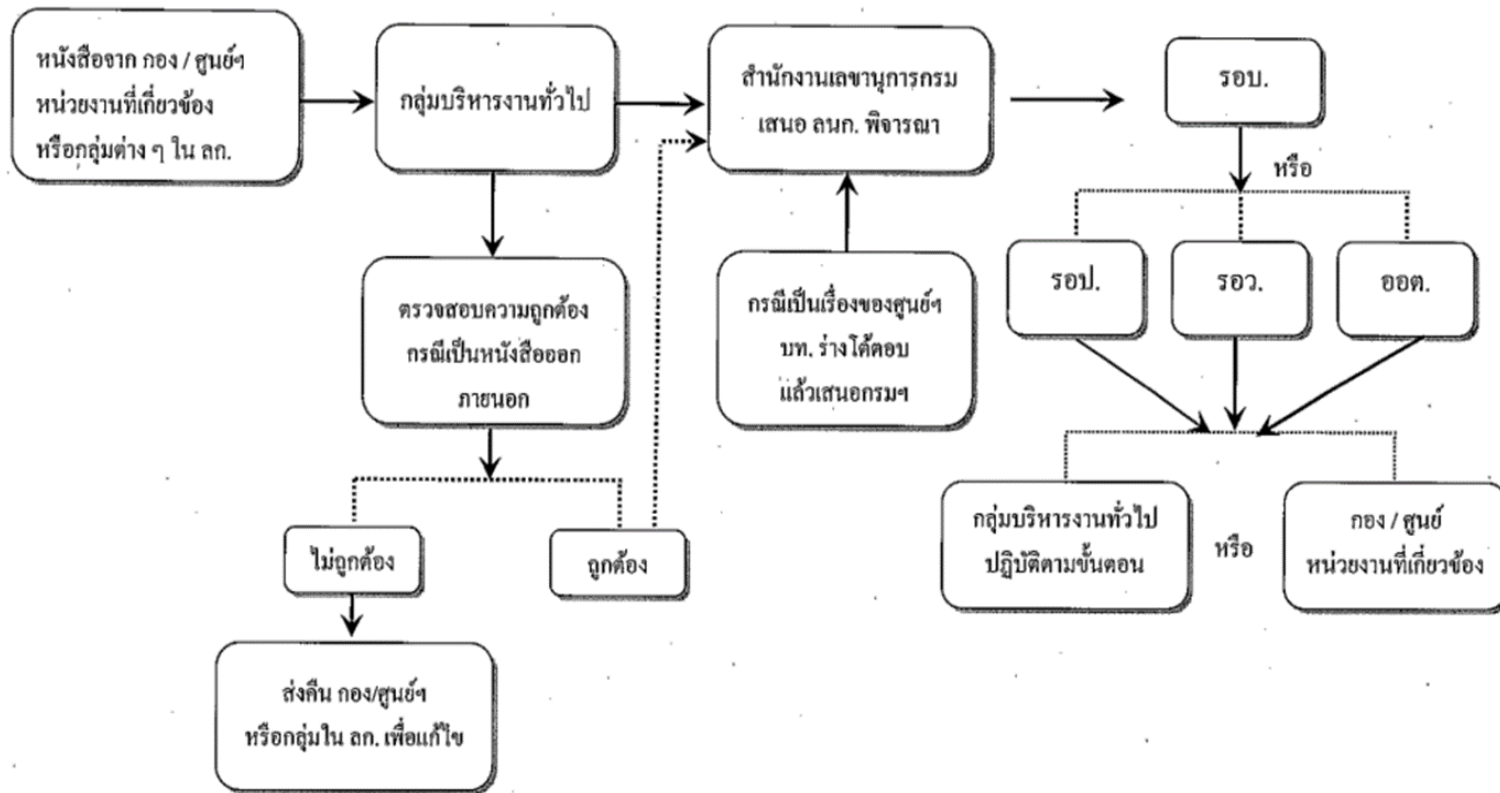 หนังสือจาก กอง / ศูนย์ฯ
หน่วยงานที่เกี่ยวข้อง
หรือกลุ่มต่าง ๆ ใน ลก.
กลุ่มบริหารงานทั่วไป
สำนักงานเลขานุการกรม
เสนอ ลนก. พิจารณา
รอบ.
หรือ
รอป.
รอว.
ออต.
ตรวจสอบความถูกต้อง
กรณีเป็นหนังสือออก
ภายนอก
กรณีเป็นเรื่องของศูนย์ฯ
บท. ร่างโต้ตอบ
แล้วเสนอกรมฯ
ไม่ถูกต้อง
ถูกต้อง
กลุ่มบริหารงานทั่วไป
ปฏิบัติตามขั้นตอน
หรือ
กอง / ศูนย์
หน่วยงานที่เกี่ยวข้อง
ส่งคืน กอง/ศูนย์ฯ
หรือกลุ่มใน ลก. เพื่อแก้ไข